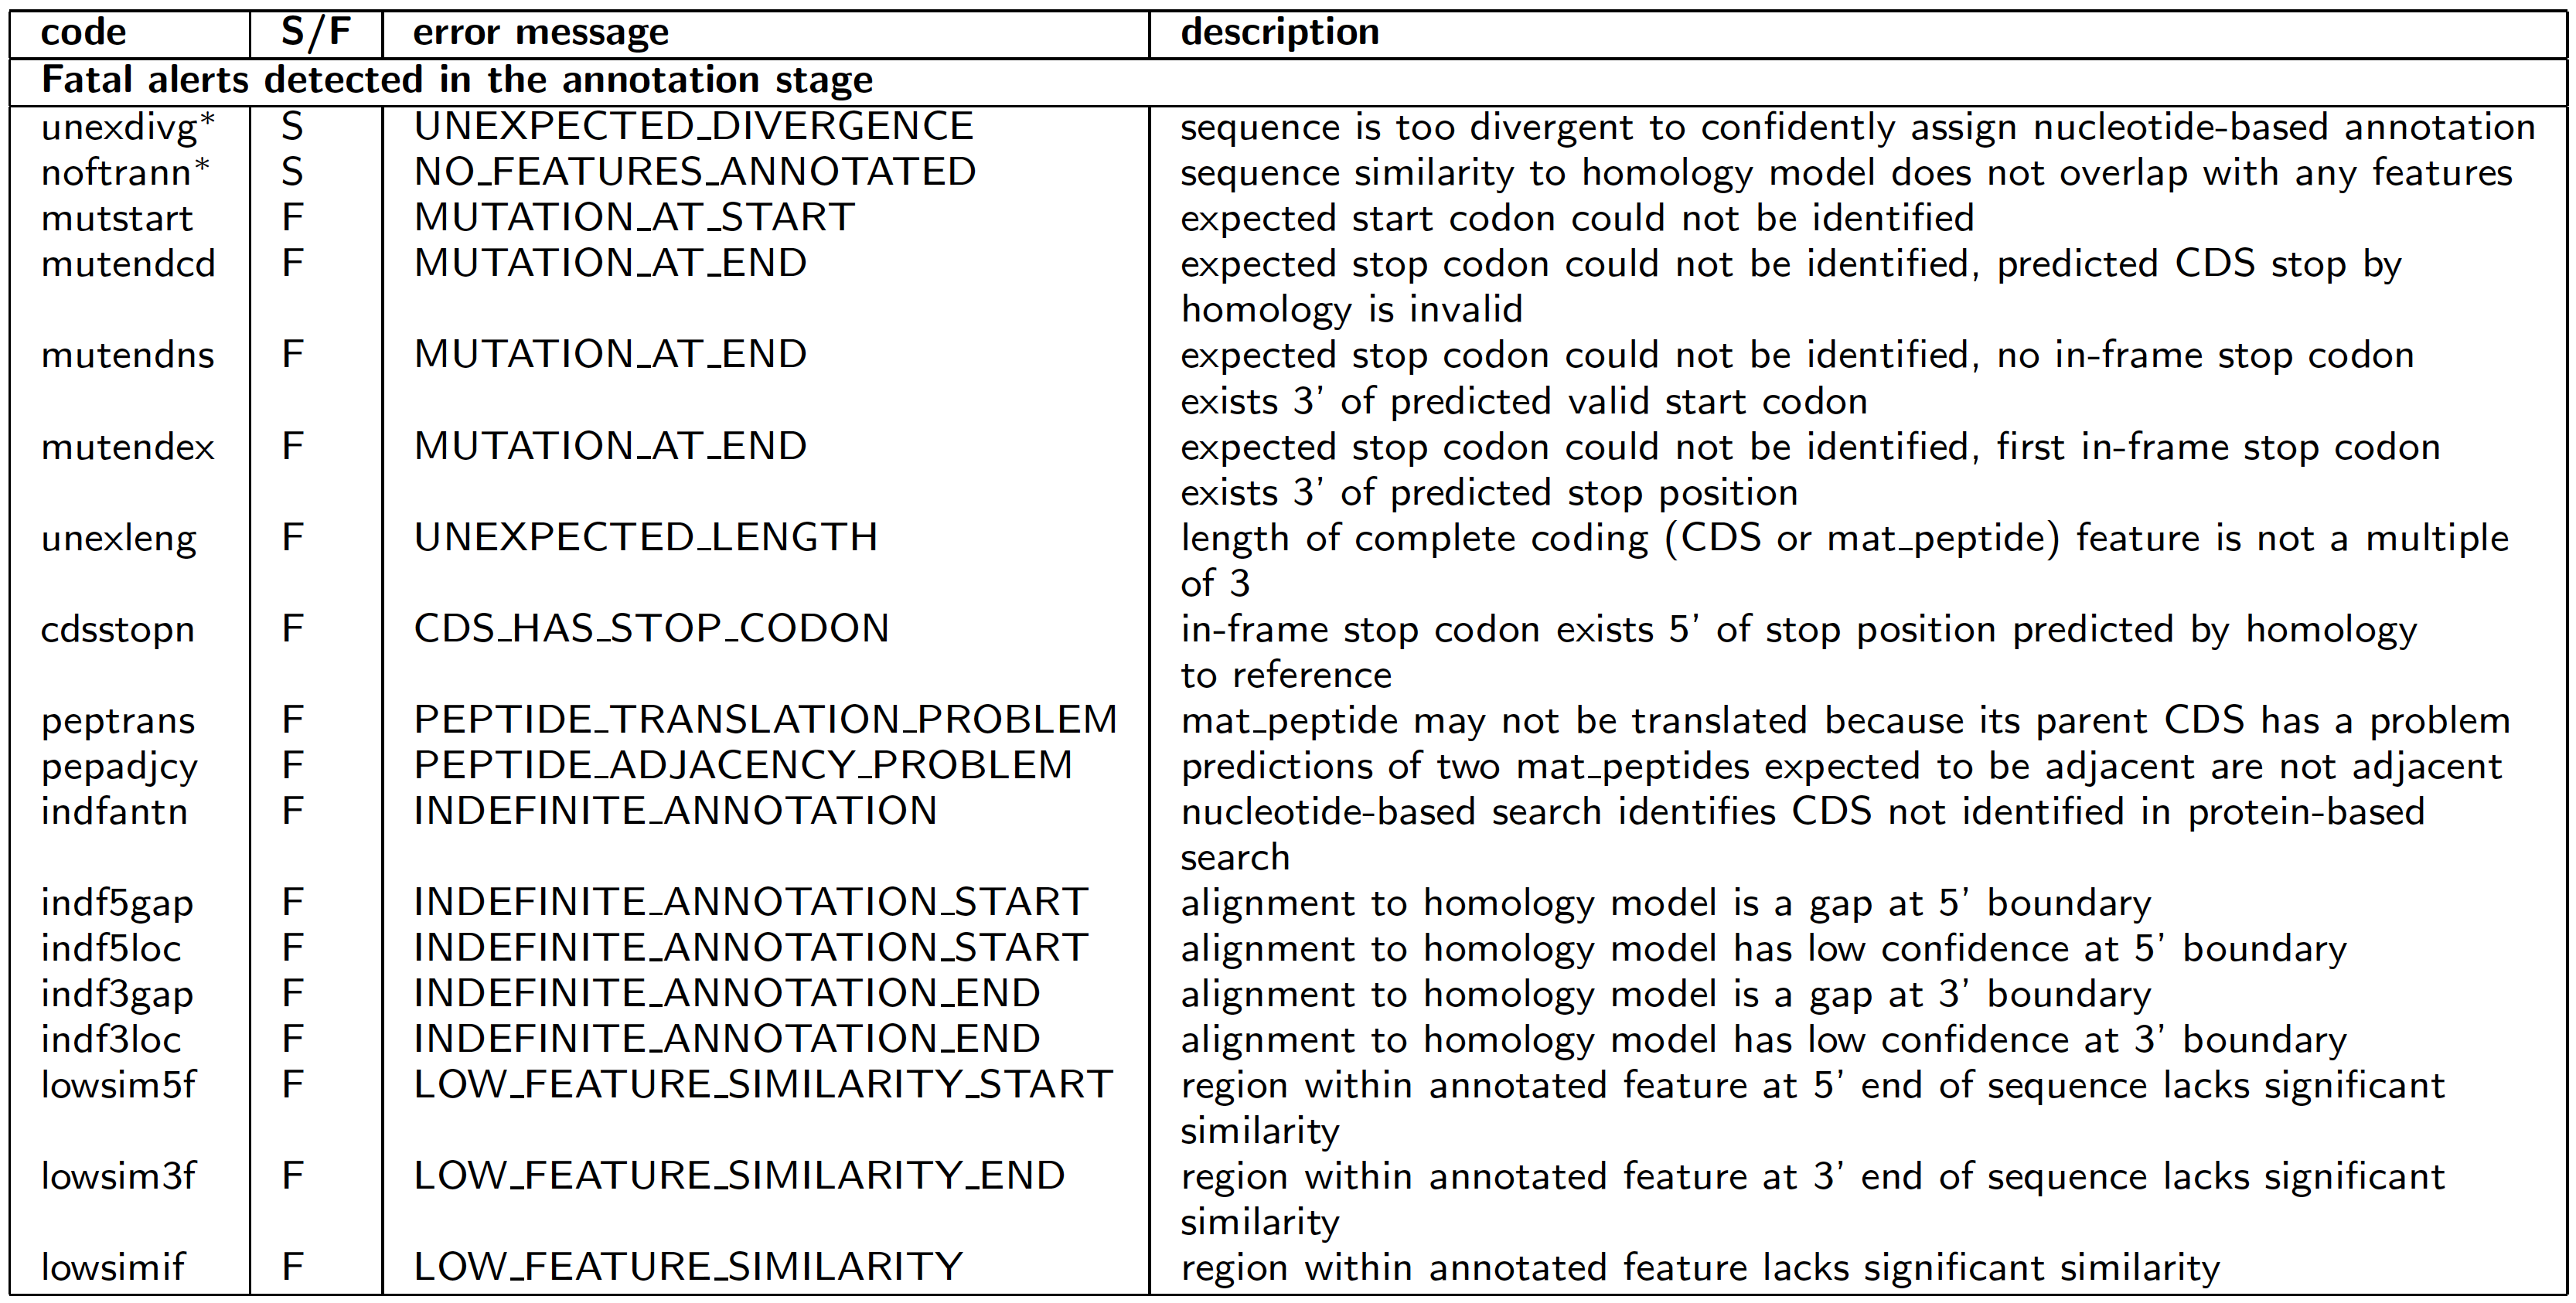 code S/F error message description
Fatal alerts detected in the annotation stage
unexdivg* S UNEXPECTED_DIVERGENCE sequence is too divergent to confidently assign nucleotide-based annotation
noftrann* S NO_FEATURES_ANNOTATED sequence similarity to homology model does not overlap with any features
mutstart F MUTATION_AT_START expected start codon could not be identified
mutendcd F MUTATION_AT_END expected stop codon could not be identified, predicted CDS stop by
homology is invalid
mutendns F MUTATION_AT_END expected stop codon could not be identified, no in-frame stop codon
exists 3' of predicted valid start codon
mutendex F MUTATION_AT_END expected stop codon could not be identified, first in-frame stop codon
exists 3' of predicted stop position
unexleng F UNEXPECTED_LENGTH length of complete coding (CDS or mat_peptide) feature is not a multiple
of 3
cdsstopn F CDS_HAS_STOP_CODON in-frame stop codon exists 5' of stop position predicted by homology
to reference
peptrans F PEPTIDE_TRANSLATION_PROBLEM mat_peptide may not be translated because its parent CDS has a problem
pepadjcy F PEPTIDE_ADJACENCY_PROBLEM predictions of two mat_peptides expected to be adjacent are not adjacent
indfantn F INDEFINITE_ANNOTATION nucleotide-based search identifies CDS not identified in protein-based
search
indf5gap F INDEFINITE_ANNOTATION_START alignment to homology model is a gap at 5' boundary
indf5loc F INDEFINITE_ANNOTATION_START alignment to homology model has low confidence at 5' boundary
indf3gap F INDEFINITE_ANNOTATION_END alignment to homology model is a gap at 3' boundary
indf3loc F INDEFINITE_ANNOTATION_END alignment to homology model has low confidence at 3' boundary
lowsim5f F LOW_FEATURE_SIMILARITY_START region within annotated feature at 5' end of sequence lacks significant
similarity
lowsim3f F LOW_FEATURE_SIMILARITY_END region within annotated feature at 3' end of sequence lacks significant
similarity
lowsimif F LOW_FEATURE_SIMILARITY region within annotated feature lacks significant similarity